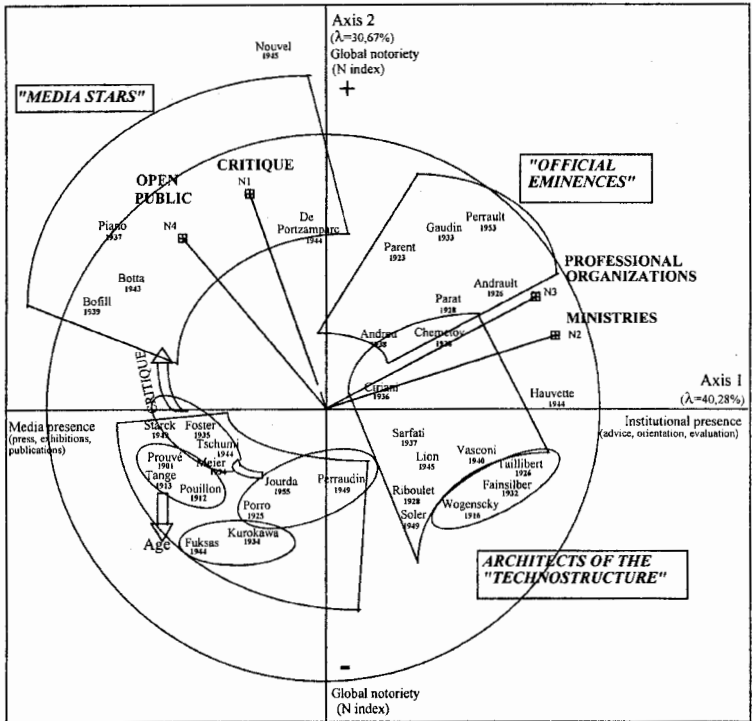 Axis 2
(λ=30,67%)
Global notoriety
(N index)
+
Nouvel
1945
"MEDIA STARS"
CRITIQUE
N1
OPEN
PUBLIC
N4
De
Portzamparc
1944
Piano
1937
Botta
1943
Bofill
1939
"OFFICIAL
EMINENCES"
Perrault
1953
Gaudin
1933
Parent
1923
Andrault
1926
Parat
1928
PROFESSIONAL
ORGANIZATIONS
N3
MINISTRIES
N2
Andreu
1938
Chemetov
Ciriani
1936
Hauvette
1944
Axis 1
(λ=40,28%)
CRITIQUE
Media presence
(press, exhibitions,
publications)
Institutional presence
(advice, orientation, evaluation)
Starck
1949
Foster
1935
Tschumi
1944
Meier
1934
Prouvé
1901
Tange
1913
Pouillon
1912
Age
Jourda
1955
Porro
1925
Perraudin
1949
Fuksas
1944
Kurokawa
1934
Sarfati
1937
Lion
1945
Vasconi
1940
Taillibert
1926
Fainsilber
1932
Riboulet
1928
Soler
1949
Wogenscky
1916
ARCHITECTS OF THE
"TECHNOSTRUCTURE"
-
Global notoriety
(N index)